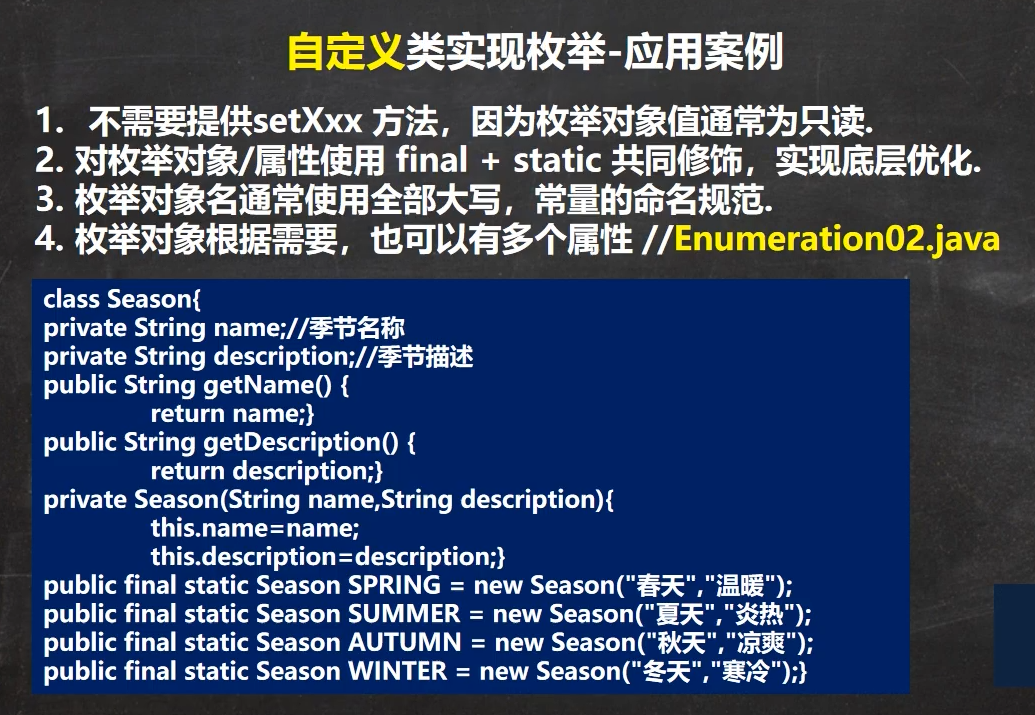 自定义类实现枚举-应用案例
1. 不需要提供setXxx 方法，因为枚举对象值通常为只读.
2. 对枚举对象/属性使用 final + static 共同修饰，实现底层优化.
3. 枚举对象名通常使用全部大写，常量的命名规范.
4. 枚举对象根据需要，也可以有多个属性 //Enumeration02.java
class Season{
private String name;//季节名称
private String description;//季节描述
public String getName() {
return name;}
public String getDescription() {
return description;}
private Season(String name,String description){
this.name=name;
this.description=description;}
public final static Season SPRING = new Season("春天","温暖");
public final static Season SUMMER = new Season("夏天","炎热");
public final static Season AUTUMN = new Season("秋天","凉爽");
public final static Season WINTER = new Season("冬天","寒冷");}